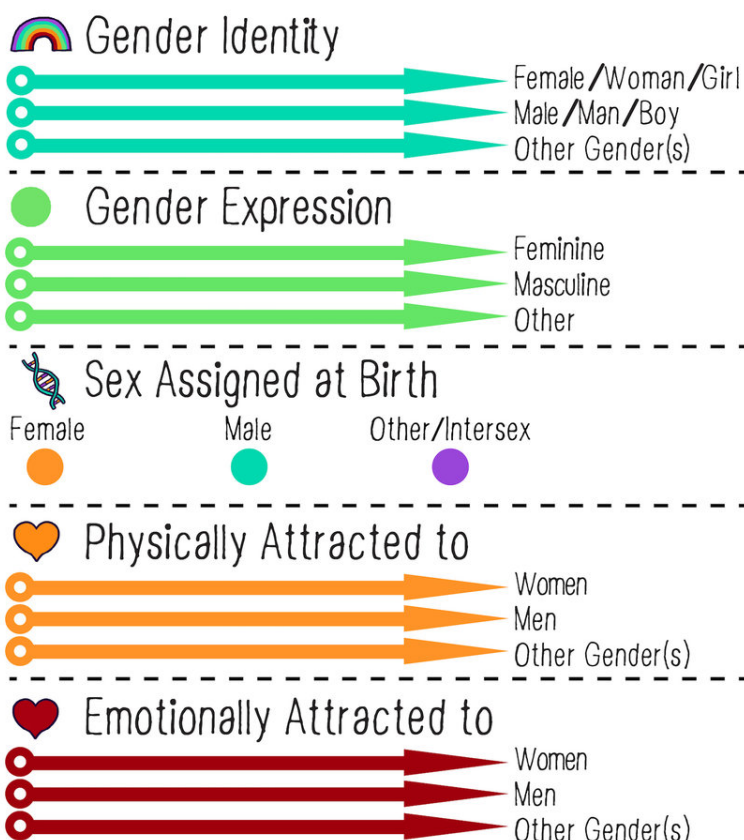 Gender Identity
Female/Woman/Girl
Male/Man/Boy
Other Gender(s)
Gender Expression
Feminine
Masculine
Other
Sex Assigned at Birth
Female Male Other/Intersex
Physically Attracted to
Women
Men
Other Gender(s)
Emotionally Attracted to
Women
Men
Other Gender(s)